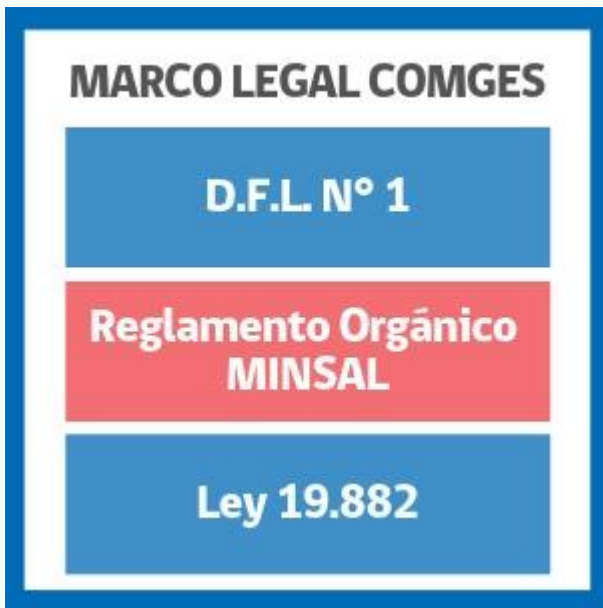 MARCO LEGAL COMGES
D.F.L. N° 1
Reglamento Orgánico
MINSAL
Ley 19.882